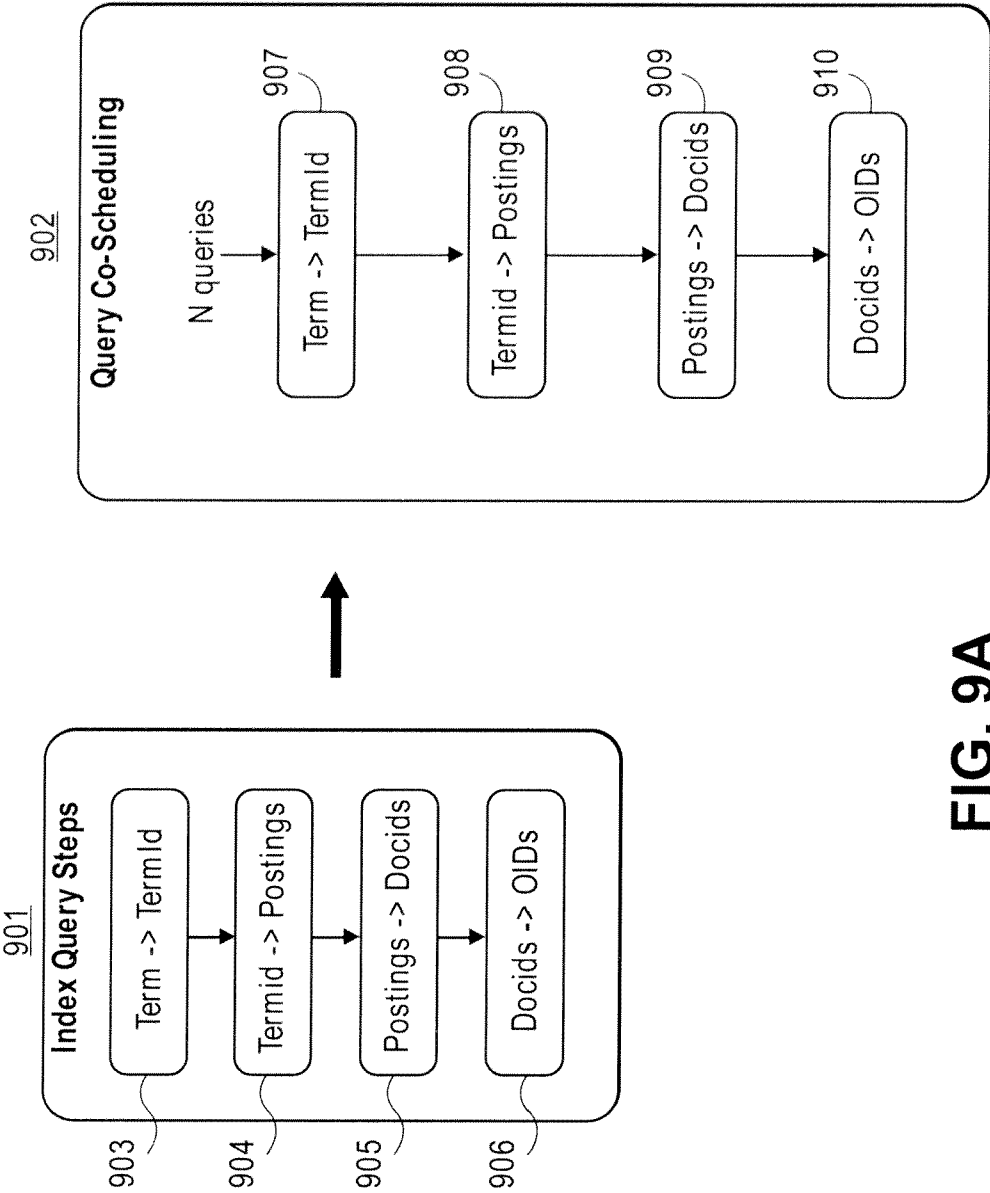 901
Index Query Steps
903
Term -> TermId
904
Termid -> Postings
905
Postings -> Docids
906
Docids -> OIDs
902
Query Co-Scheduling
N queries
Term -> TermId
907
Termid -> Postings
908
Postings -> Docids
909
Docids -> OIDs
910
FIG. 9A